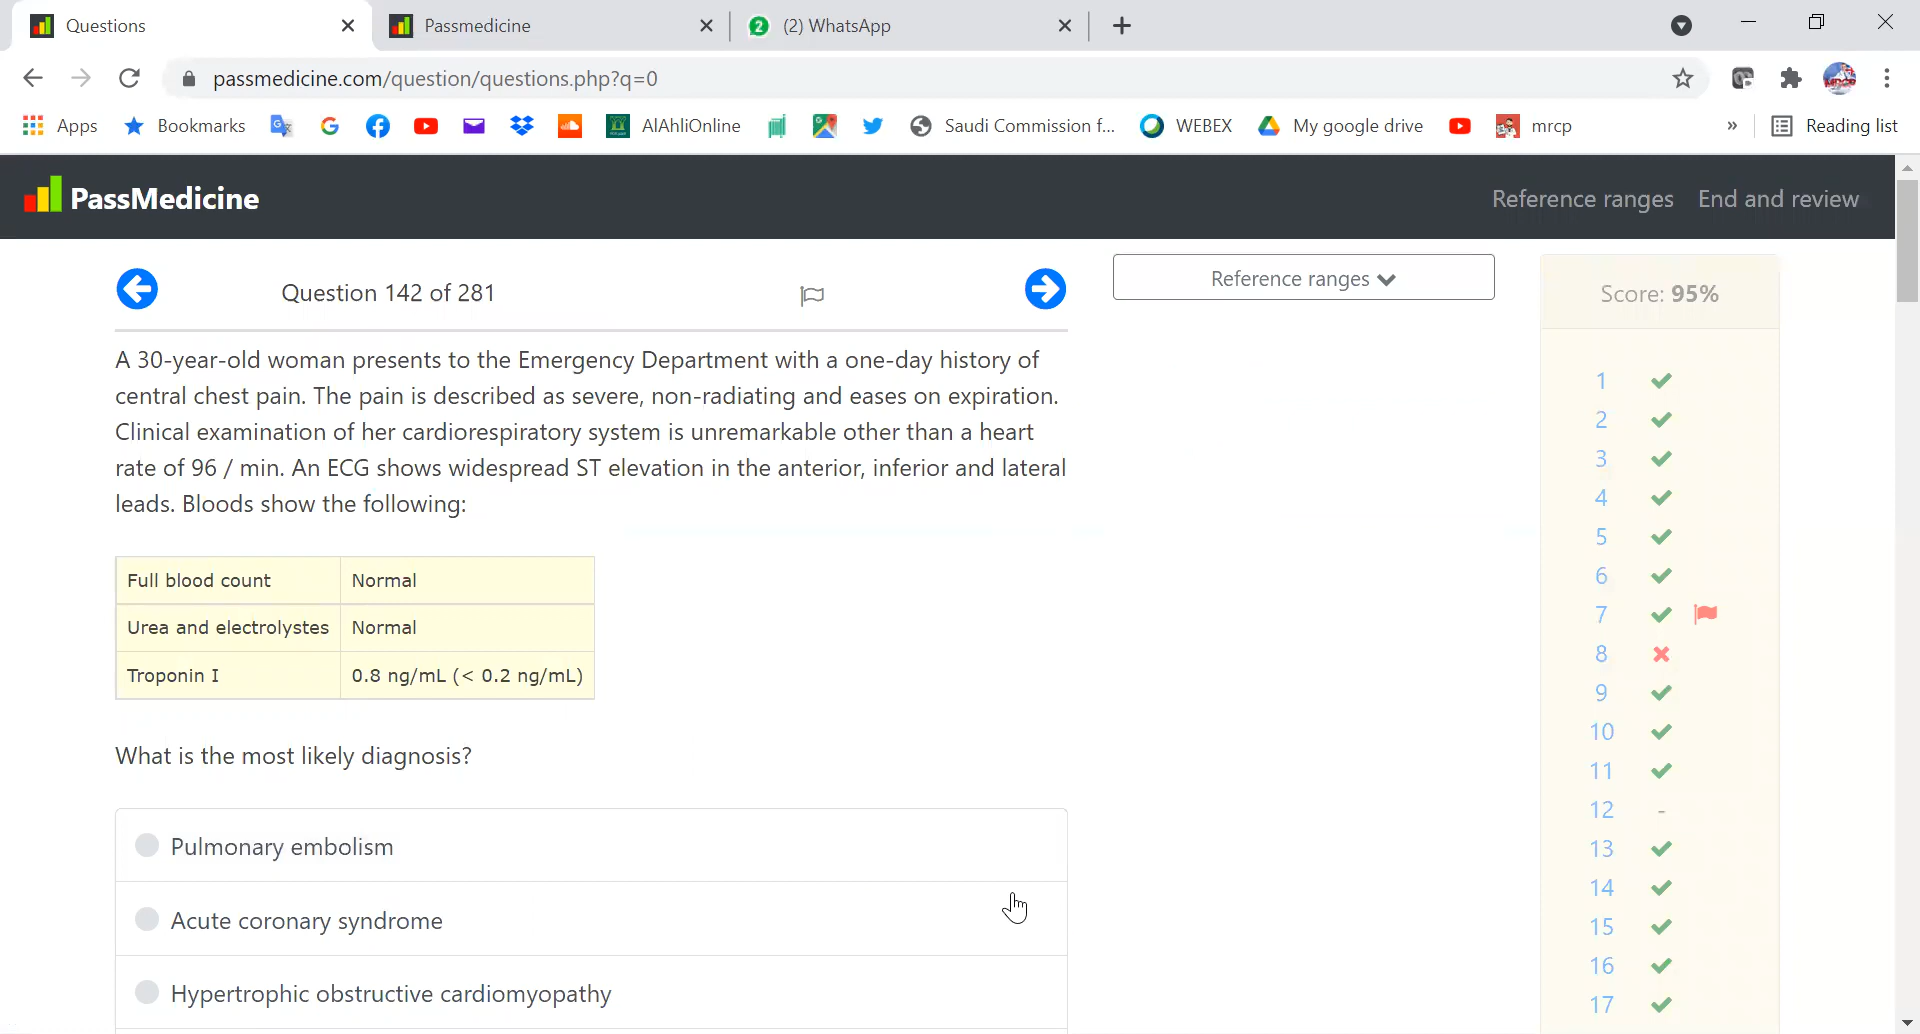 Questions
Passmedicine
2 (2) WhatsApp
passmedicine.com/question/questions.php?q=0
Apps Bookmarks AlAhliOnline Saudi Commission f... WEBEX My google drive mrcp » Reading list
PassMedicine
Reference ranges End and review
Question 142 of 281
Reference ranges
Score: 95%
A 30-year-old woman presents to the Emergency Department with a one-day history of
central chest pain. The pain is described as severe, non-radiating and eases on expiration.
Clinical examination of her cardiorespiratory system is unremarkable other than a heart
rate of 96 / min. An ECG shows widespread ST elevation in the anterior, inferior and lateral
leads. Bloods show the following:
Full blood count Normal
Urea and electrolystes Normal
Troponin I 0.8 ng/mL (< 0.2 ng/mL)
What is the most likely diagnosis?
Pulmonary embolism
Acute coronary syndrome
Hypertrophic obstructive cardiomyopathy
1
2
3
4
5
6
7
8
9
10
11
12 -
13
14
15
16
17